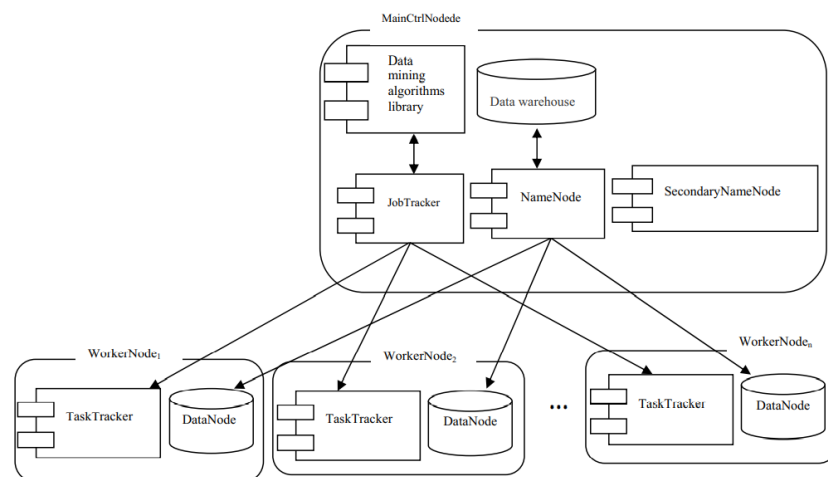 MainCtrlNodede
Data
mining
algorithms
library
Data warehouse
JobTracker
NameNode
SecondaryNameNode
WorkerNode₁
WorkerNode₂
WorkerNodeₙ
TaskTracker
DataNode
TaskTracker
DataNode
...
TaskTracker
DataNode